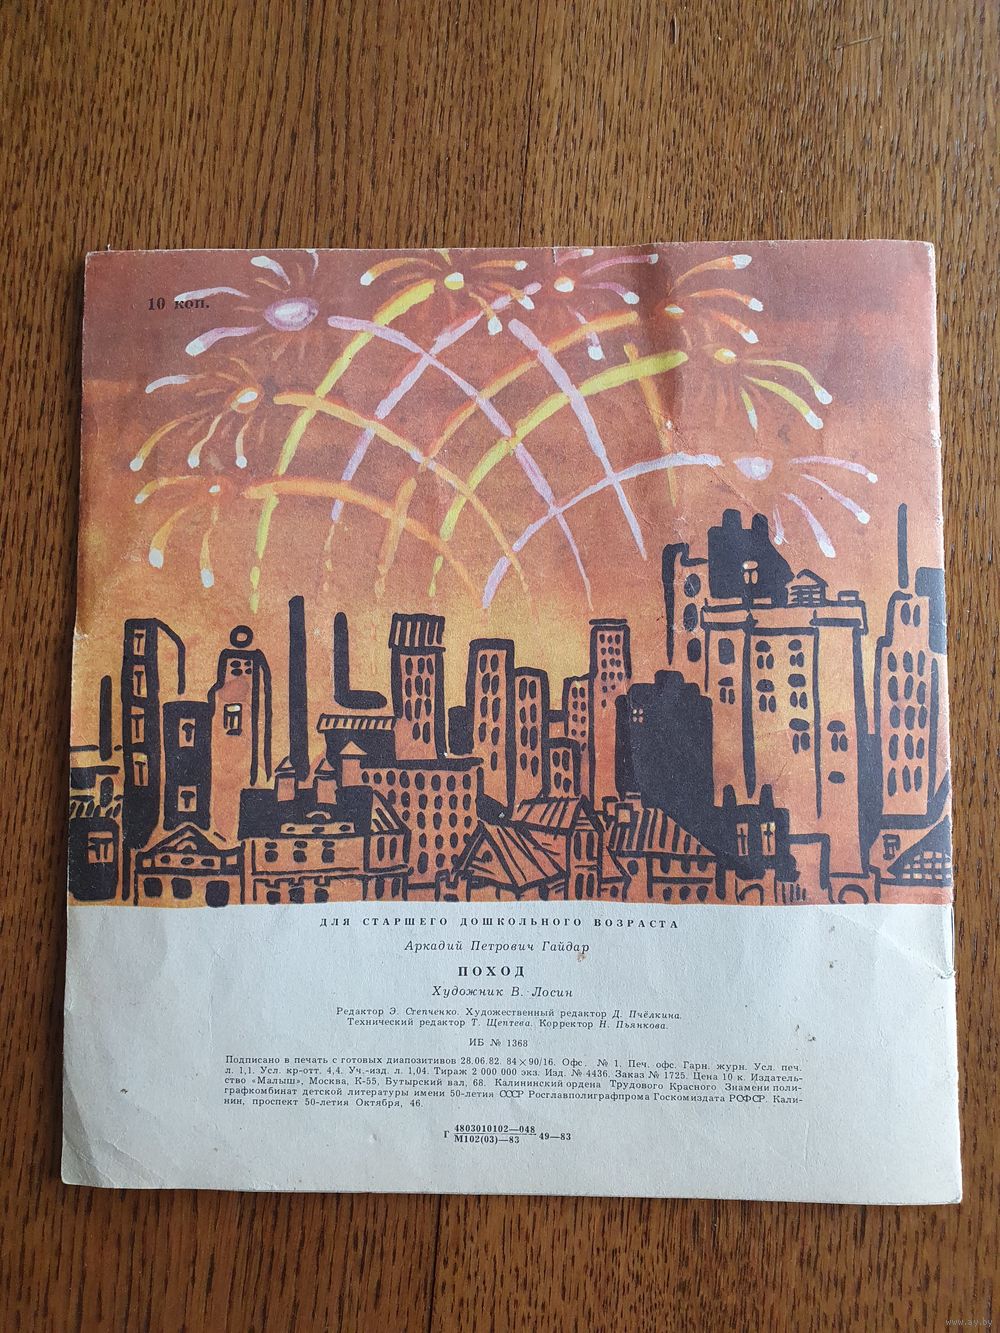 10 коп.
ДЛЯ СТАРШЕГО ДОШКОЛЬНОГО ВОЗРАСТА
Аркадий Петрович Гайдар
ПОХОД
Художник В. Лосин
Редактор Э. Степченко. Художественный редактор Д. Пчёлкина.
Технический редактор Т. Щептева. Корректор Н. Пьянкова.
ИБ № 1368
Подписано в печать с готовых диапозитивов 28.06.82. 84×90/16. Офс. № 1. Печ. офс. Гарн. журн. Усл. печ.
л. 1,1. Усл. кр-отт. 4,4. Уч.-изд. л. 1,04. Тираж 2 000 000 экз. Изд. № 4436. Заказ № 1725. Цена 10 к. Издатель-
ство «Малыш», Москва, К-55, Бутырский вал, 68. Калининский ордена Трудового Красного Знамени поли-
графкомбинат детской литературы имени 50-летия СССР Росглавполиграфпрома Госкомиздата РСФСР. Кали-
нин, проспект 50-летия Октября, 46.
Г 4803010102—048
М102(03)—83 49—83
www.ay.by